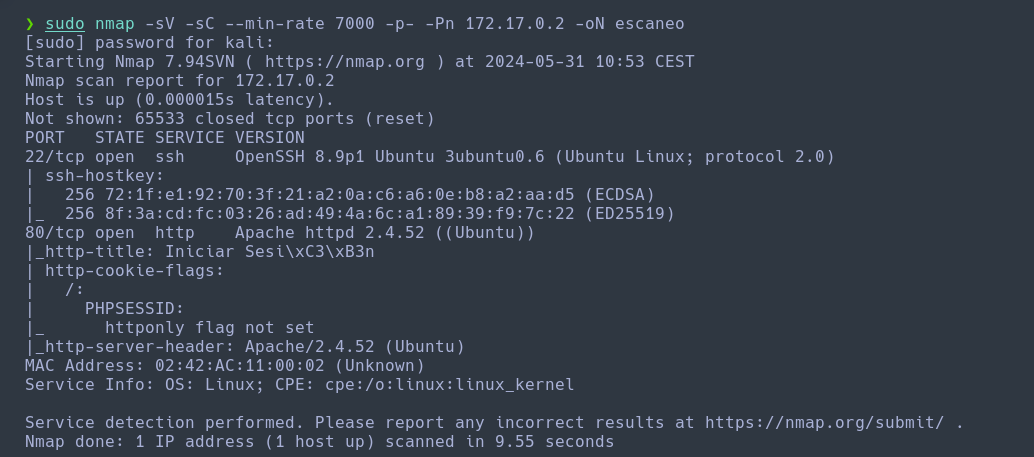 ❯ sudo nmap -sV -sC --min-rate 7000 -p- -Pn 172.17.0.2 -oN escaneo
[sudo] password for kali:
Starting Nmap 7.94SVN ( https://nmap.org ) at 2024-05-31 10:53 CEST
Nmap scan report for 172.17.0.2
Host is up (0.000015s latency).
Not shown: 65533 closed tcp ports (reset)
PORT   STATE SERVICE VERSION
22/tcp open  ssh     OpenSSH 8.9p1 Ubuntu 3ubuntu0.6 (Ubuntu Linux; protocol 2.0)
| ssh-hostkey:
|   256 72:1f:e1:92:70:3f:21:a2:0a:c6:a6:0e:b8:a2:aa:d5 (ECDSA)
|_  256 8f:3a:cd:fc:03:26:ad:49:4a:6c:a1:89:39:f9:7c:22 (ED25519)
80/tcp open  http    Apache httpd 2.4.52 ((Ubuntu))
|_http-title: Iniciar Sesi\xC3\xB3n
| http-cookie-flags:
|   /:
|     PHPSESSID:
|_      httponly flag not set
|_http-server-header: Apache/2.4.52 (Ubuntu)
MAC Address: 02:42:AC:11:00:02 (Unknown)
Service Info: OS: Linux; CPE: cpe:/o:linux:linux_kernel

Service detection performed. Please report any incorrect results at https://nmap.org/submit/ .
Nmap done: 1 IP address (1 host up) scanned in 9.55 seconds